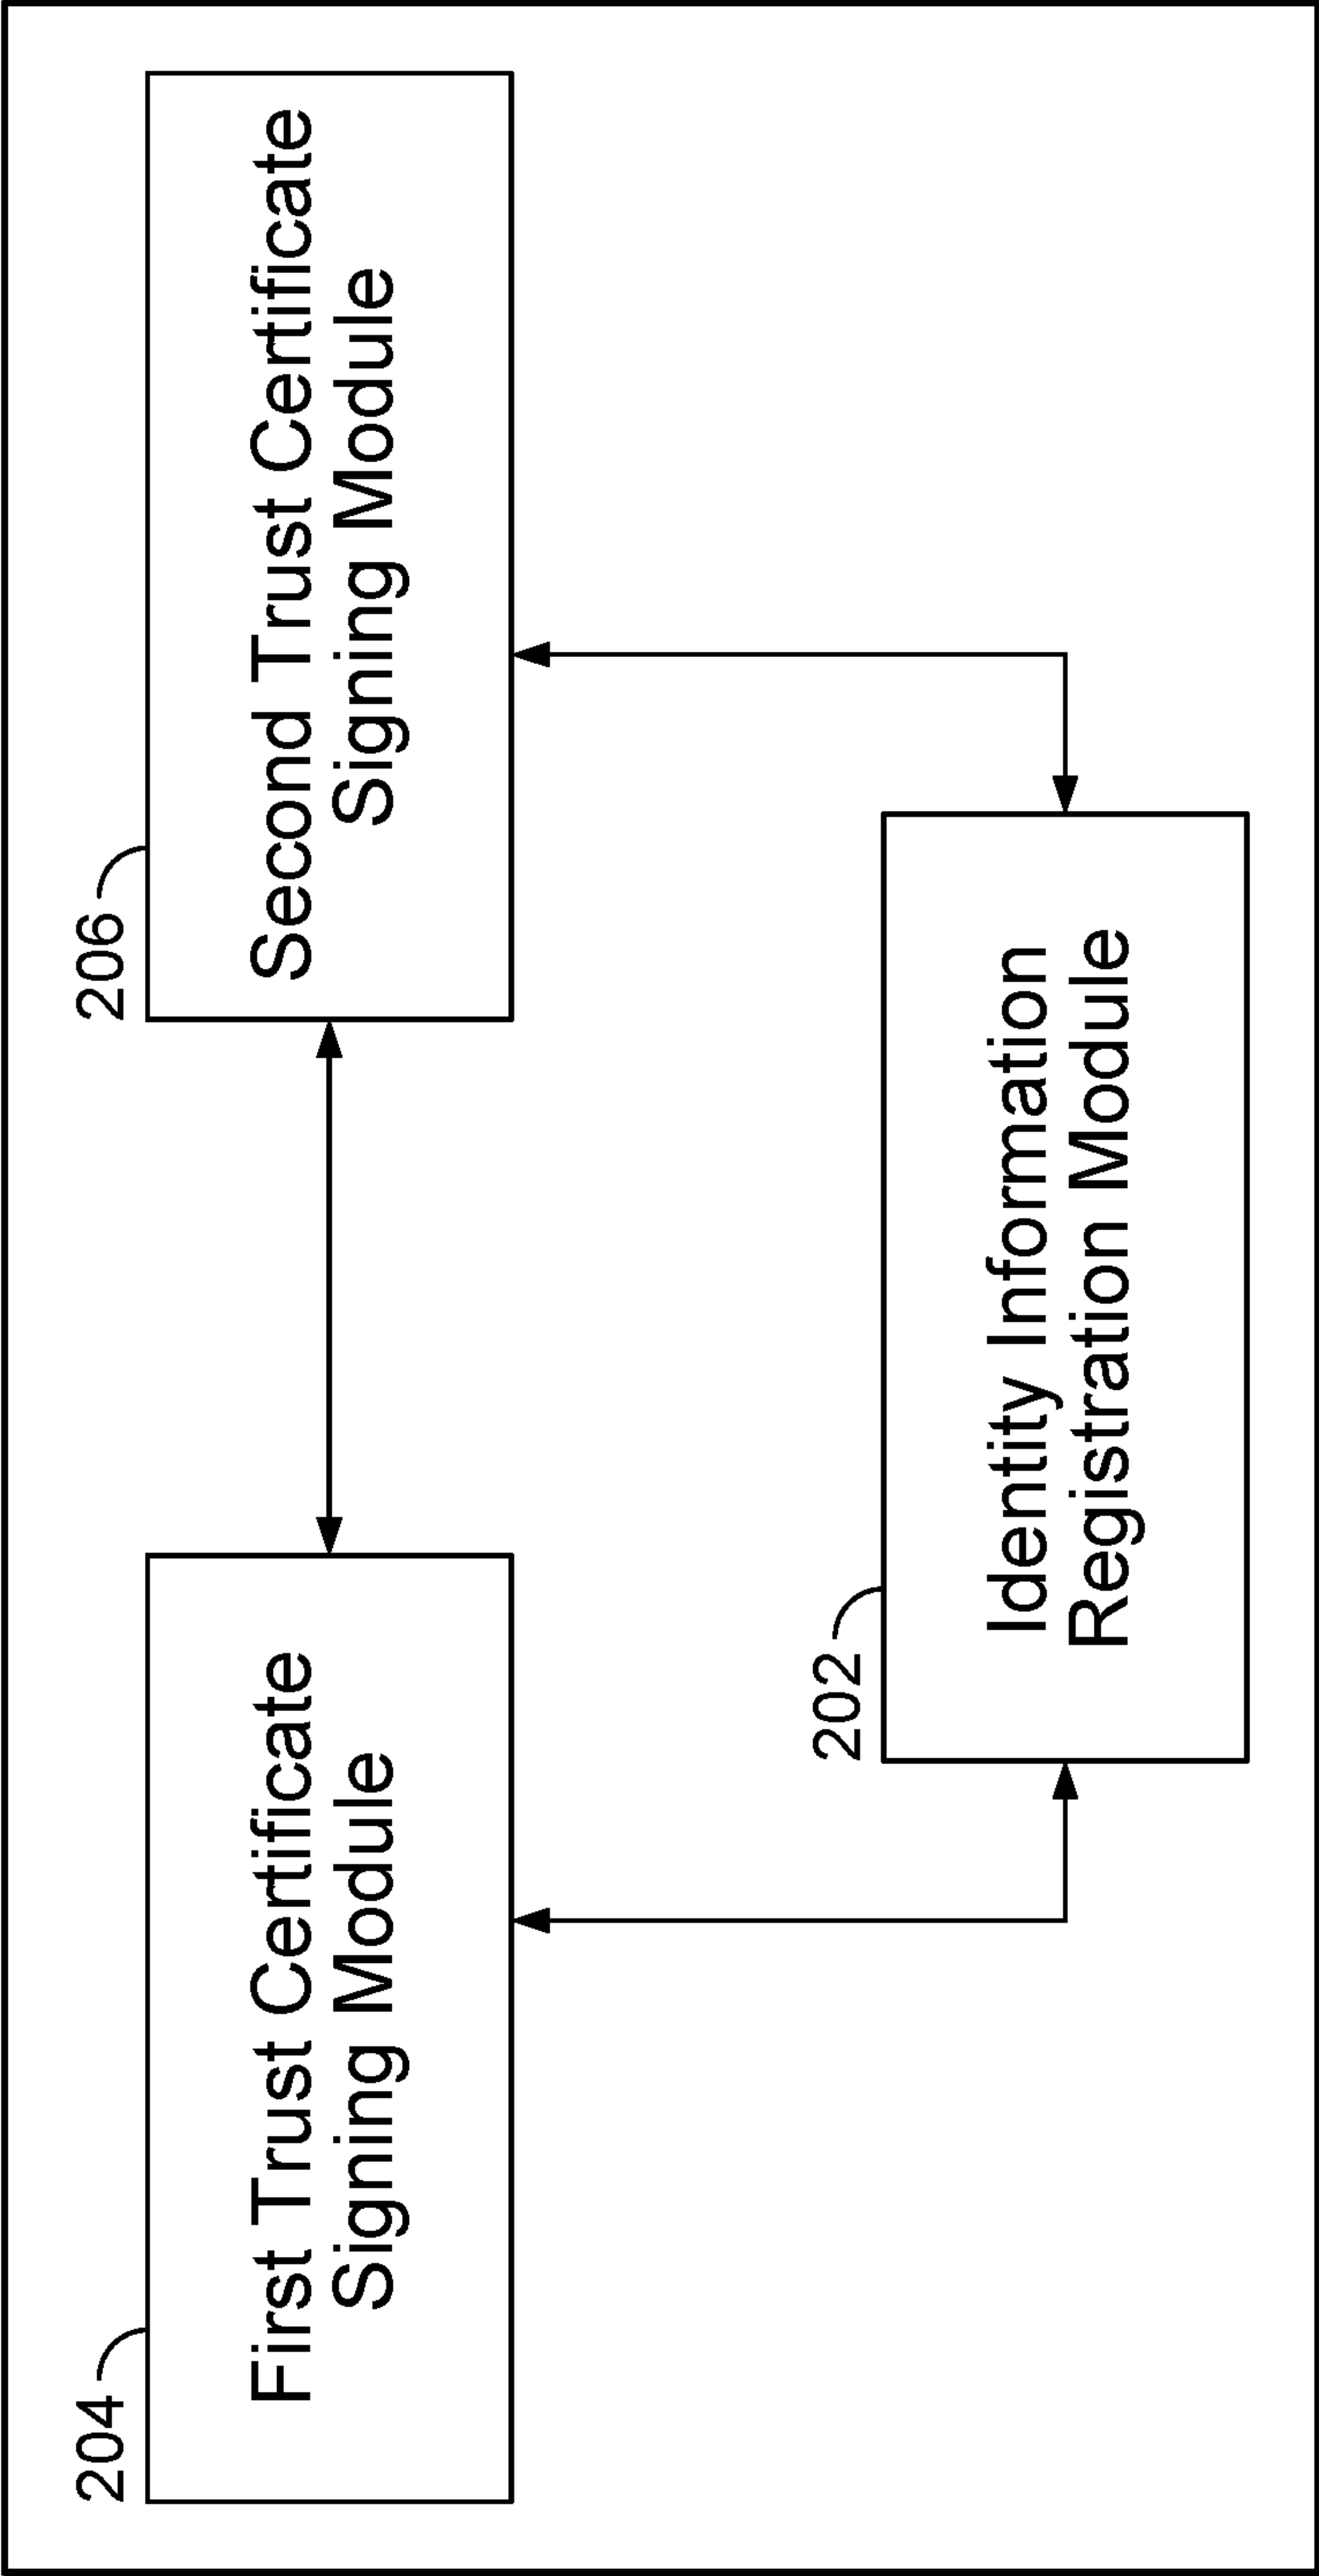 204
First Trust Certificate
Signing Module
206
Second Trust Certificate
Signing Module
202
Identity Information
Registration Module